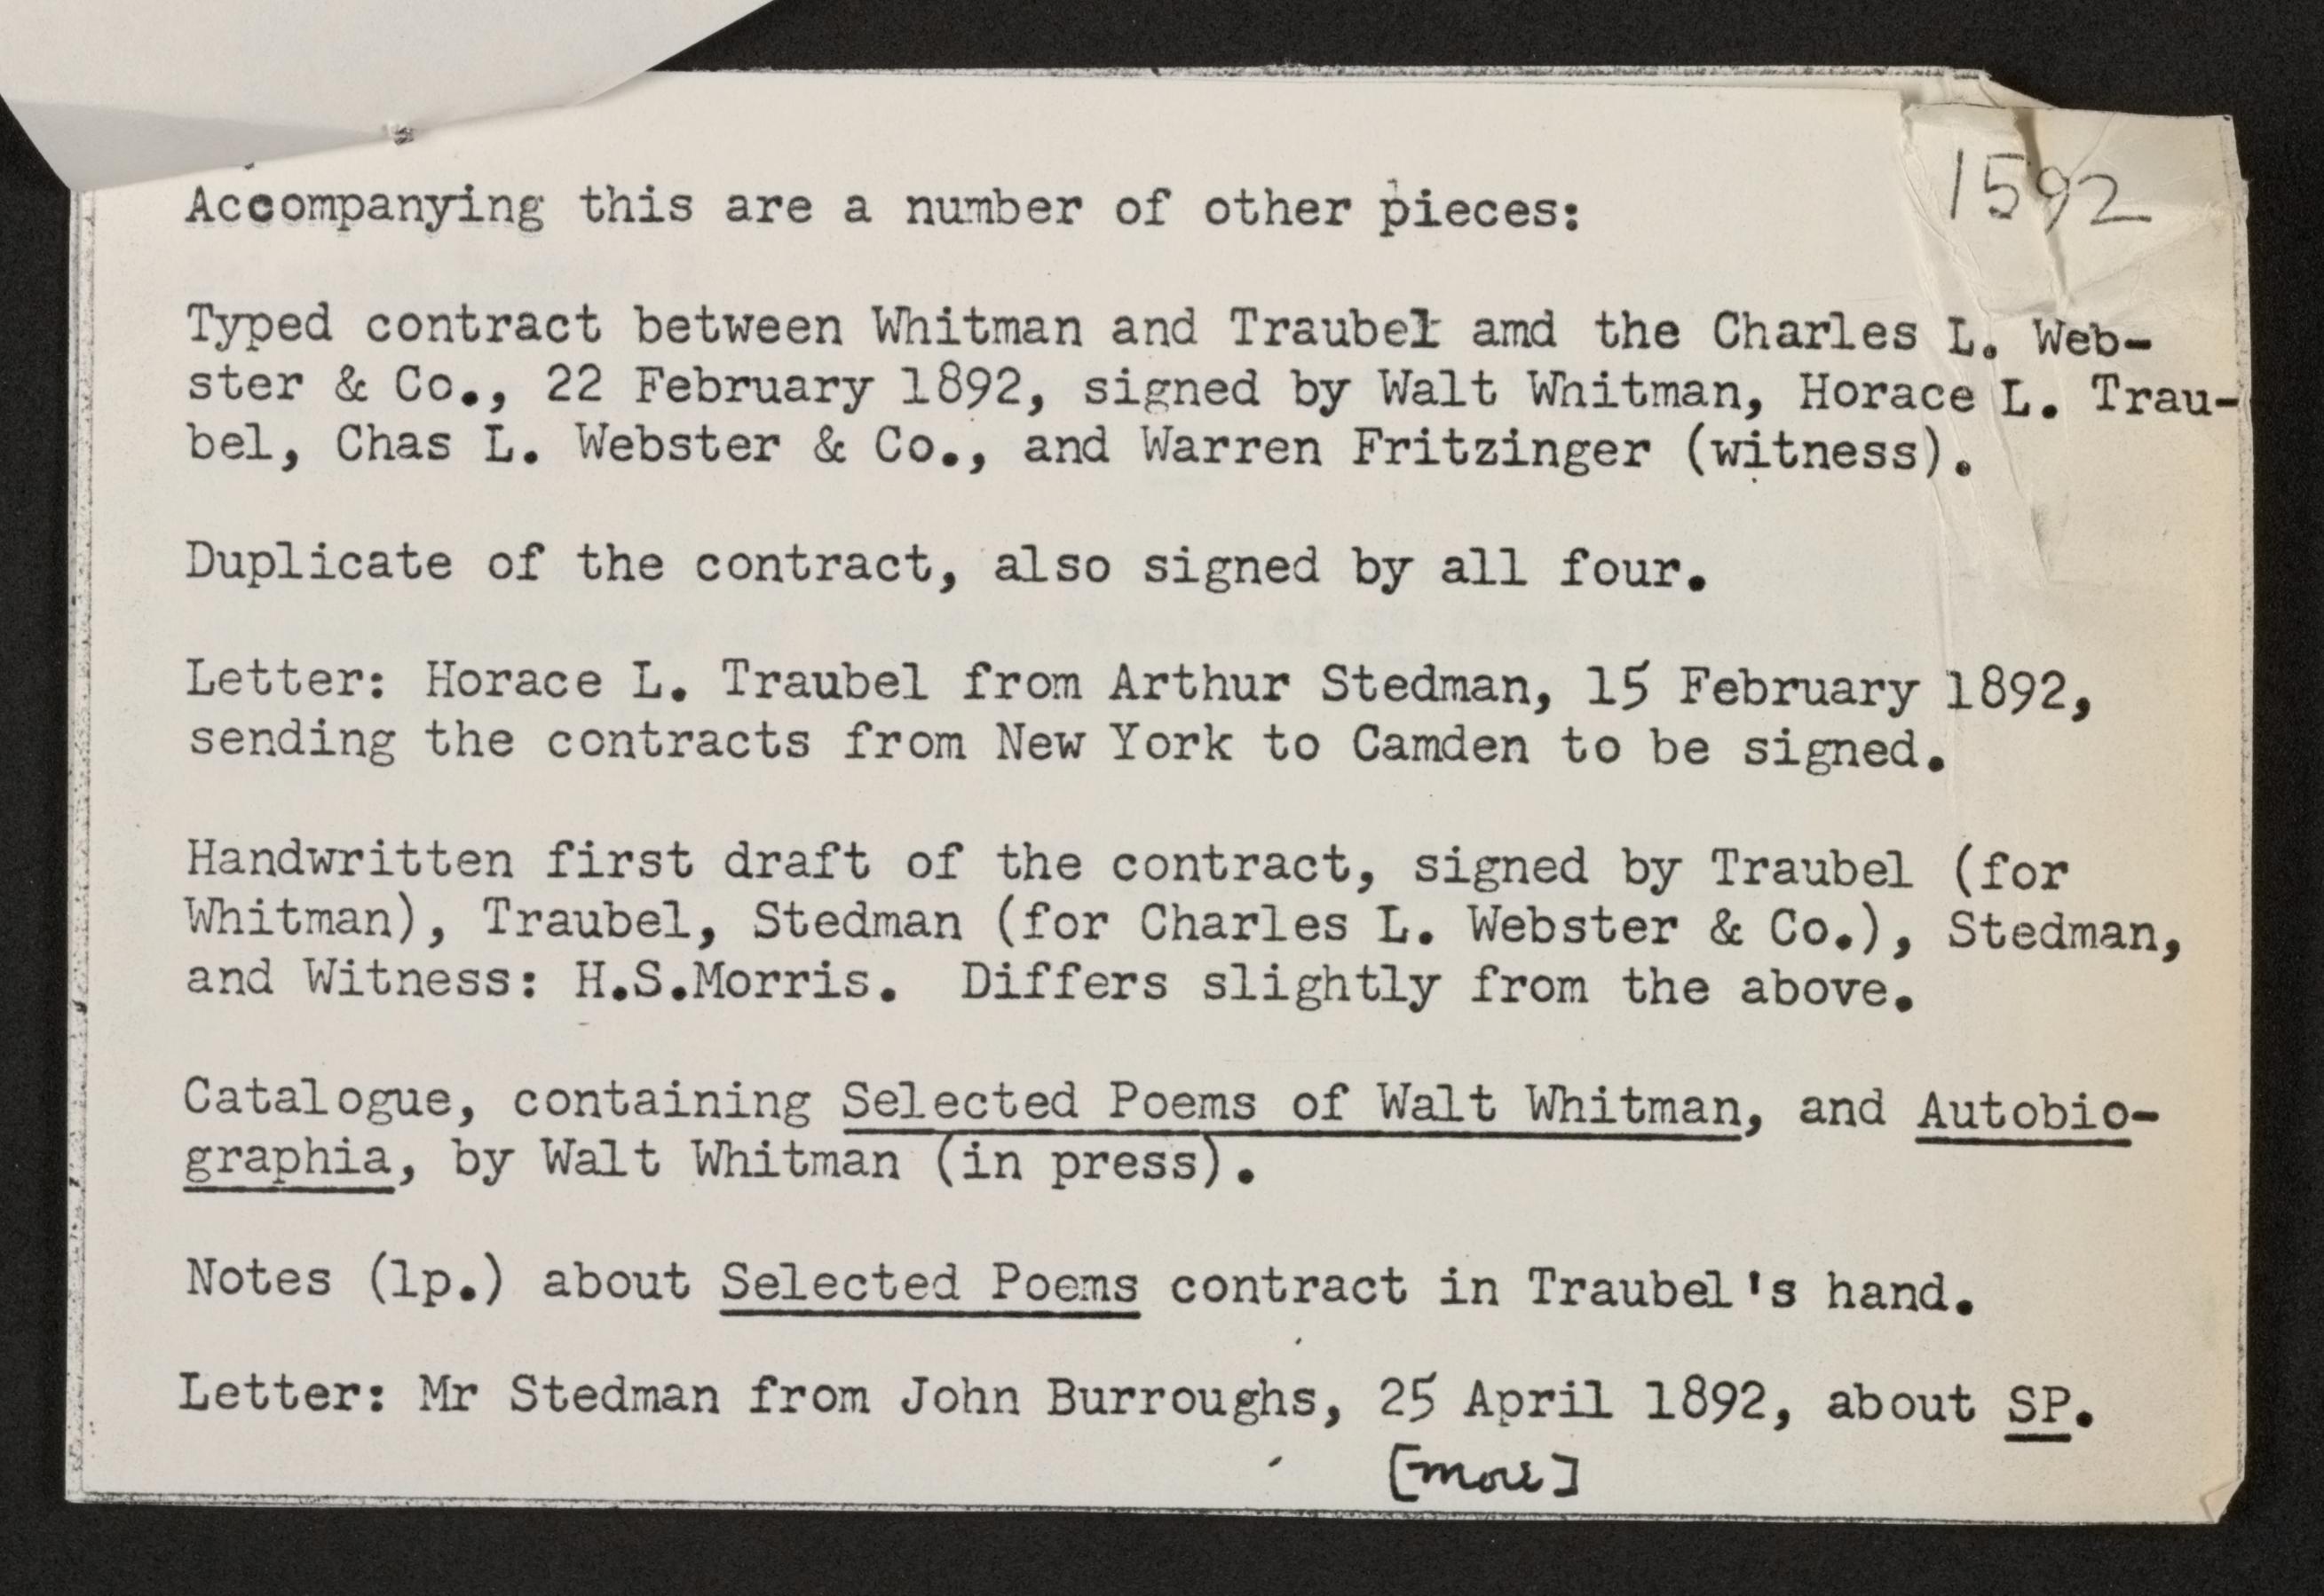 1592
Accompanying this are a number of other pieces:
Typed contract between Whitman and Traubel amd the Charles L. Web-
ster & Co., 22 February 1892, signed by Walt Whitman, Horace L. Trau-
bel, Chas L. Webster & Co., and Warren Fritzinger (witness).
Duplicate of the contract, also signed by all four.
Letter: Horace L. Traubel from Arthur Stedman, 15 February 1892,
sending the contracts from New York to Camden to be signed.
Handwritten first draft of the contract, signed by Traubel (for
Whitman), Traubel, Stedman (for Charles L. Webster & Co.), Stedman,
and Witness: H.S.Morris. Differs slightly from the above.
Catalogue, containing Selected Poems of Walt Whitman, and Autobio-
graphia, by Walt Whitman (in press).
Notes (1p.) about Selected Poems contract in Traubel's hand.
Letter: Mr Stedman from John Burroughs, 25 April 1892, about SP.
[more]